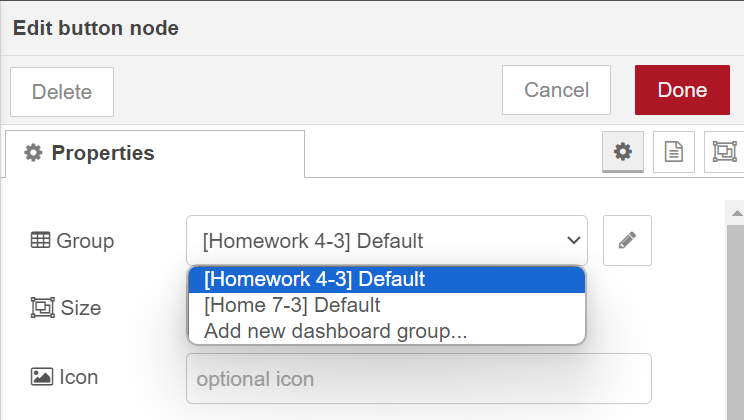 Edit button node
Delete
Cancel
Done
Properties
Group
[Homework 4-3] Default
[Homework 4-3] Default
[Home 7-3] Default
Add new dashboard group...
Size
Icon
optional icon